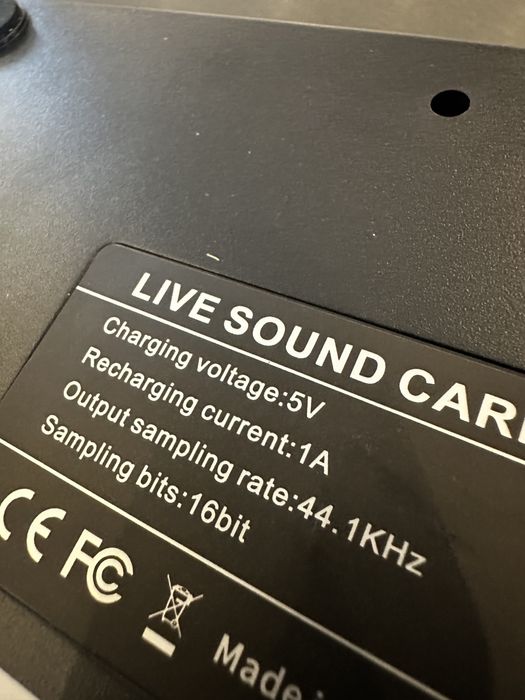 LIVE SOUND CAR
Charging voltage:5V
Recharging current:1A
Output sampling rate:44.1KHz
Sampling bits:16bit
CE FC
Made